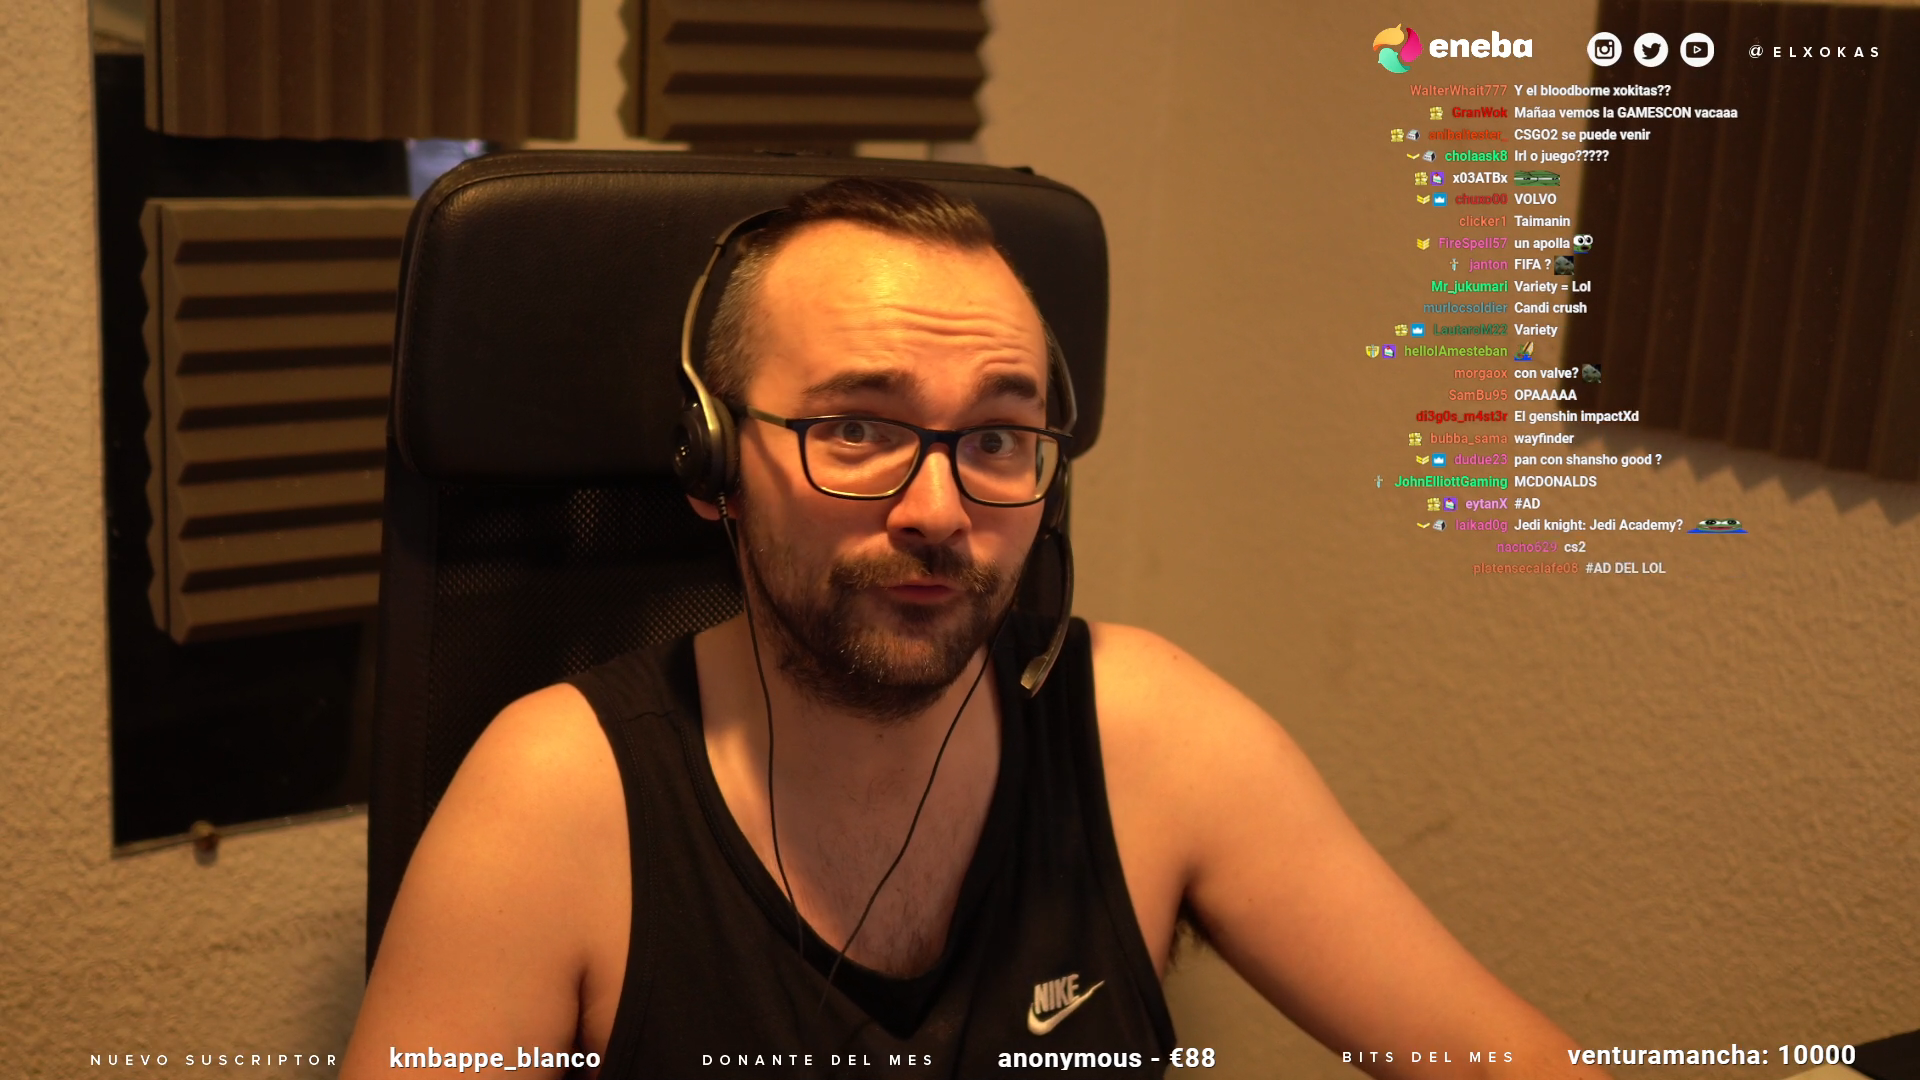 eneba
@ELXOKAS
WalterWhait777 Y el bloodborne xokitas??
GranWok Mañaa vemos la GAMESCON vacaaa
CSGO2 se puede venir
cholaask8 Irl o juego?????
x03ATBx
chuzo00 VOLVO
clicker1 Taimanin
FireSpell57 un apolla
janton FIFA ?
Mr_jukumari Variety = Lol
murlocsoldier Candi crush
LautaroM23 Variety
helloIAmesteban
morgaox con valve?
SamBu95 OPAAAAA
di3g0s_m4st3r El genshin impactXd
bubba_sama wayfinder
dudue23 pan con shansho good ?
JohnElliottGaming MCDONALDS
eytanX #AD
laikad0g Jedi knight: Jedi Academy?
nacho629 cs2
pistensecalafe08 #AD DEL LOL
NIKE
NUEVO SUSCRIPTOR kmbappe_blanco DONANTE DEL MES anonymous - €88 BITS DEL MES venturamancha: 10000